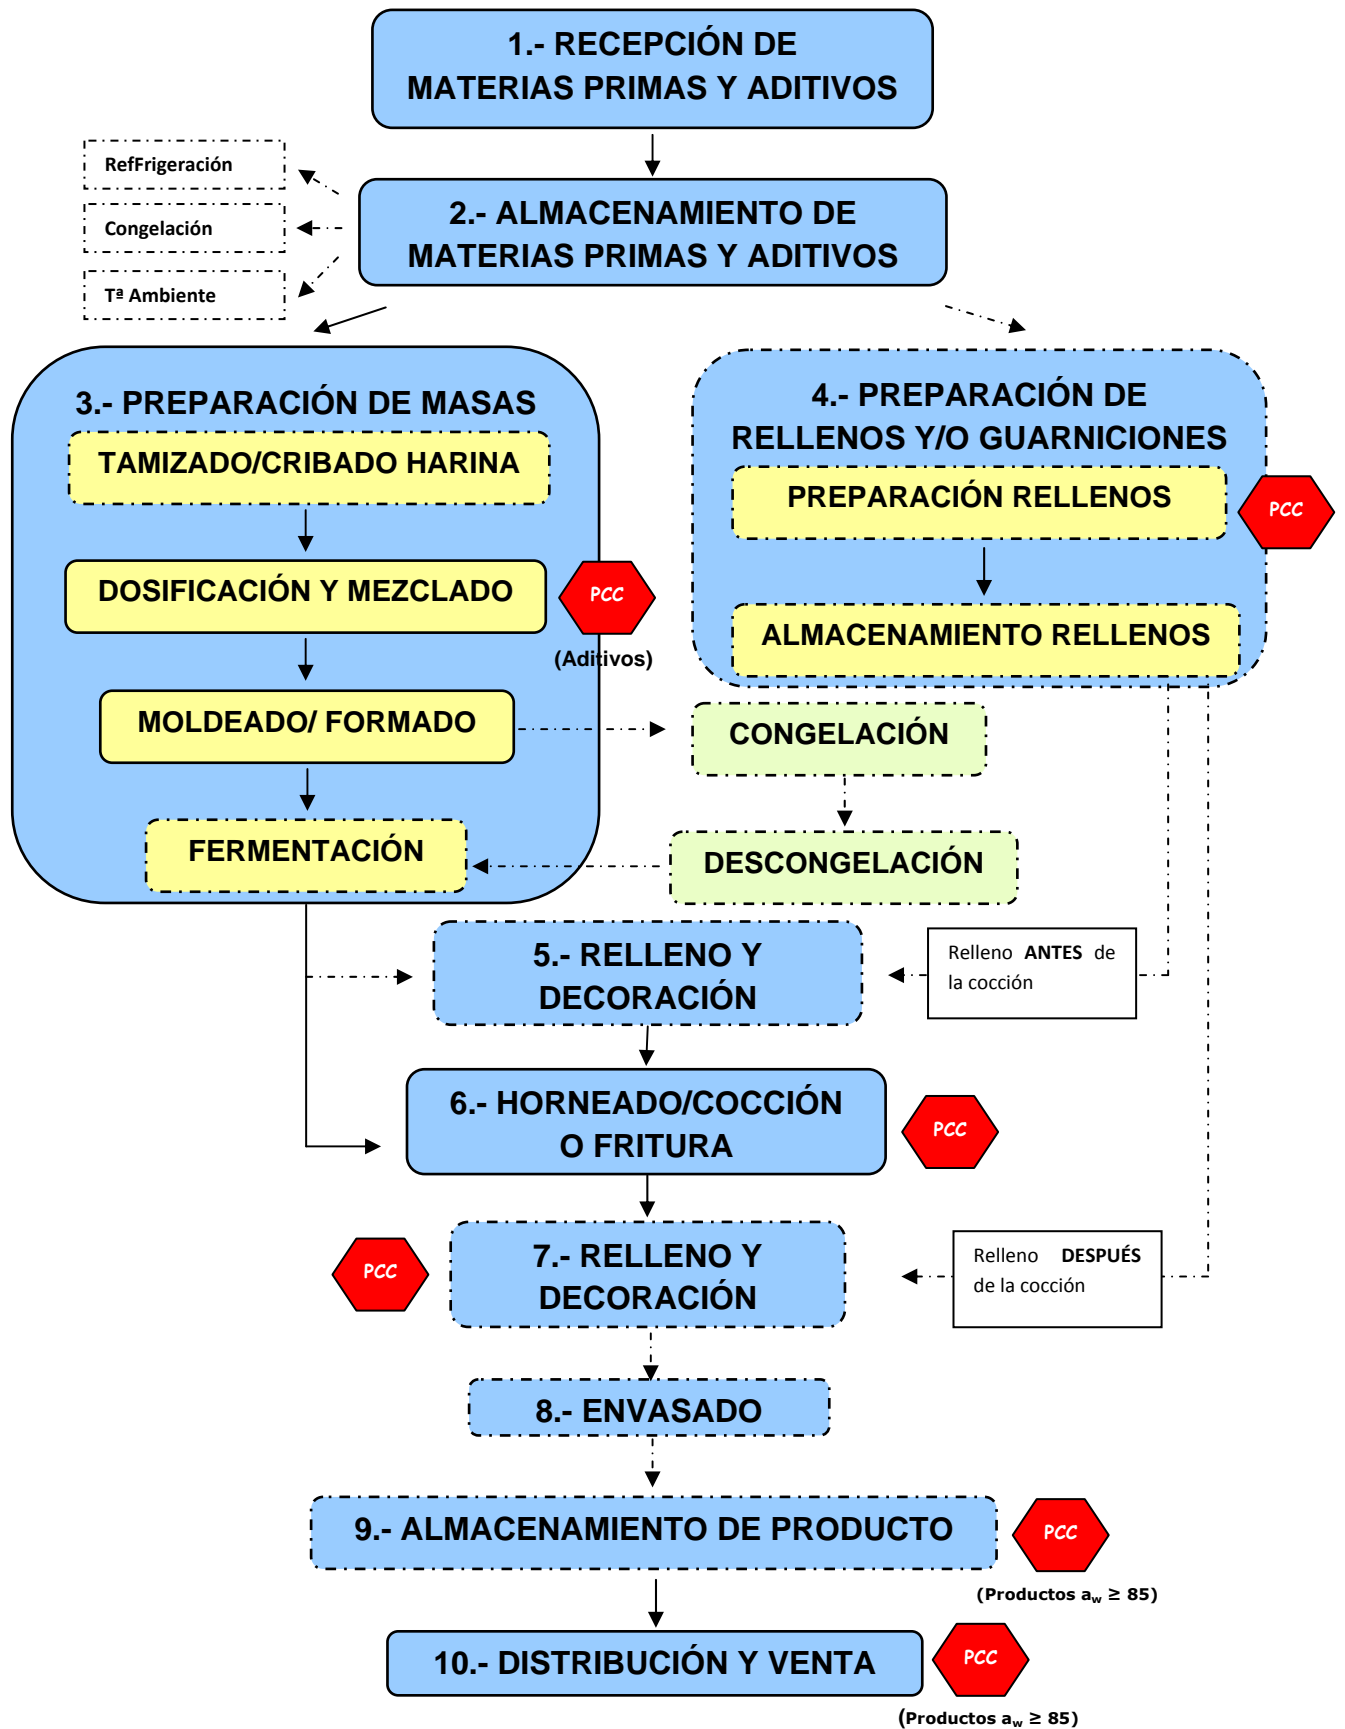 1.- RECEPCIÓN DE
MATERIAS PRIMAS Y ADITIVOS
RefFrigeración
Congelación
Tª Ambiente
2.- ALMACENAMIENTO DE
MATERIAS PRIMAS Y ADITIVOS
3.- PREPARACIÓN DE MASAS
TAMIZADO/CRIBADO HARINA
DOSIFICACIÓN Y MEZCLADO
PCC
(Aditivos)
MOLDEADO/ FORMADO
FERMENTACIÓN
4.- PREPARACIÓN DE
RELLENOS Y/O GUARNICIONES
PREPARACIÓN RELLENOS
PCC
ALMACENAMIENTO RELLENOS
CONGELACIÓN
DESCONGELACIÓN
5.- RELLENO Y
DECORACIÓN
Relleno ANTES de
la cocción
6.- HORNEADO/COCCIÓN
O FRITURA
PCC
PCC
7.- RELLENO Y
DECORACIÓN
Relleno DESPUÉS
de la cocción
8.- ENVASADO
9.- ALMACENAMIENTO DE PRODUCTO
PCC
(Productos aw ≥ 85)
10.- DISTRIBUCIÓN Y VENTA
PCC
(Productos aw ≥ 85)